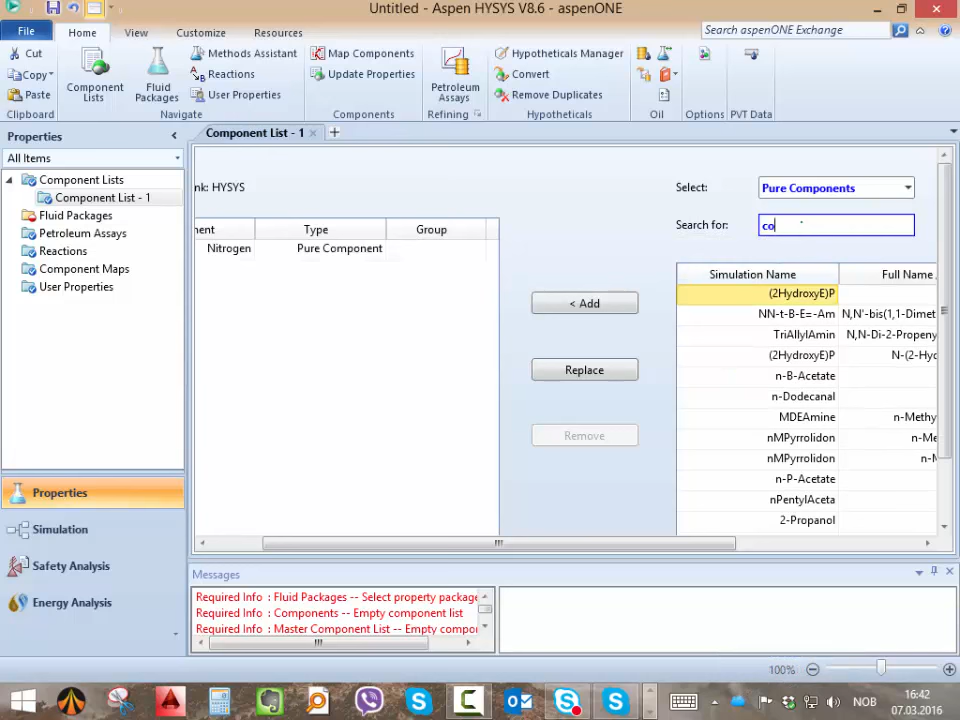 Untitled - Aspen HYSYS V8.6 - aspenONE
File
Home
View
Customize
Resources
Search aspenONE Exchange
Cut
Copy
Paste
Clipboard
Component Lists
Fluid Packages
Methods Assistant
Reactions
User Properties
Navigate
Map Components
Update Properties
Components
Petroleum Assays
Refining
Hypotheticals Manager
Convert
Remove Duplicates
Hypotheticals
Oil
Options
PVT Data
Properties
All Items
Component Lists
Component List - 1
Fluid Packages
Petroleum Assays
Reactions
Component Maps
User Properties
Properties
Simulation
Safety Analysis
Energy Analysis
Component List - 1
nk: HYSYS
Select:
Pure Components
Search for:
co
nent
Type
Group
Nitrogen
Pure Component
< Add
Replace
Remove
Simulation Name
Full Name
(2HydroxyE)P
NN-t-B-E=-Am
N,N'-bis(1,1-Dimet
TriAllylAmin
N,N-Di-2-Propeny
(2HydroxyE)P
N-(2-Hyd
n-B-Acetate
n-Dodecanal
MDEAmine
n-Methy
nMPyrrolidon
n-Me
nMPyrrolidon
n-M
n-P-Acetate
nPentylAceta
2-Propanol
Messages
Required Info : Fluid Packages -- Select property package
Required Info : Components -- Empty component list
Required Info : Master Component List -- Empty compo
100%
NOB
16:42
07.03.2016